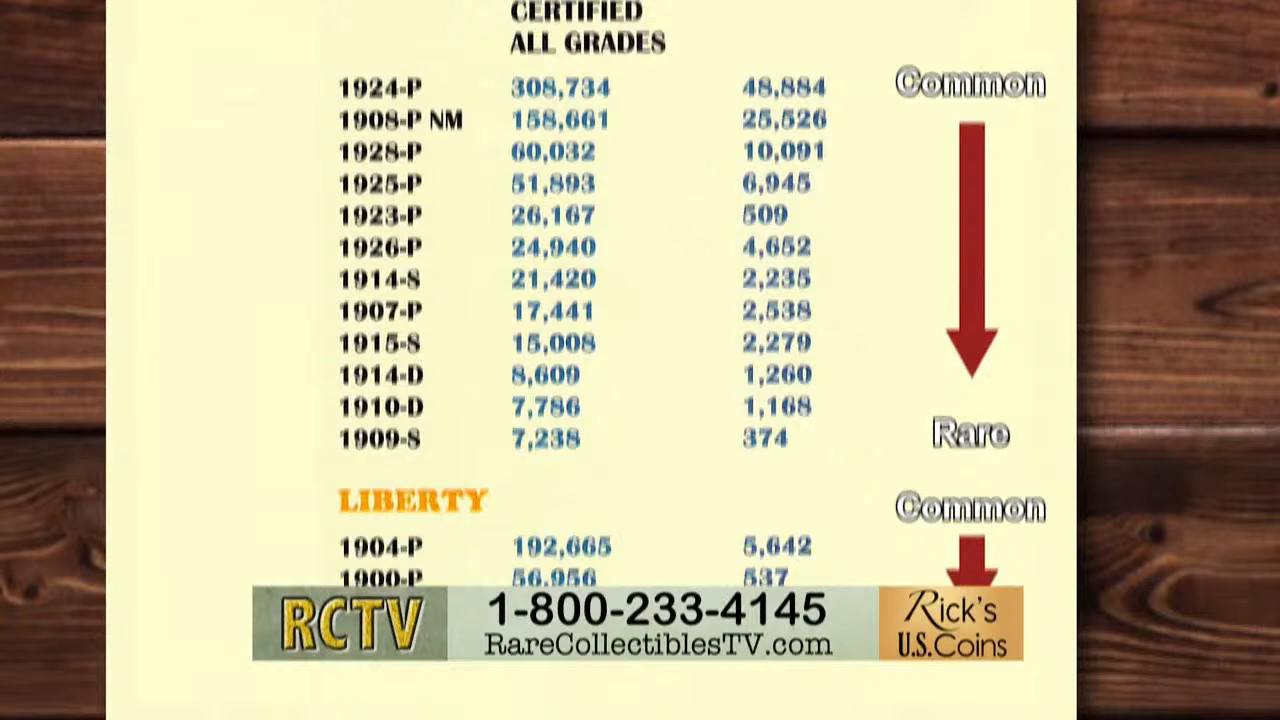 CERTIFIED
ALL GRADES
1924-P 308,734 48,884 Common
1908-P NM 158,661 25,526
1928-P 60,032 10,091
1925-P 51,893 6,945
1923-P 26,167 509
1926-P 24,940 4,652
1914-S 21,420 2,235
1907-P 17,441 2,538
1915-S 15,008 2,279
1914-D 8,609 1,260
1910-D 7,786 1,168
1909-S 7,238 374 Rare
LIBERTY Common
1904-P 192,665 5,642
1900-P 56,956 537
RCTV 1-800-233-4145 Rick's
RareCollectiblesTV.com U.S.Coins